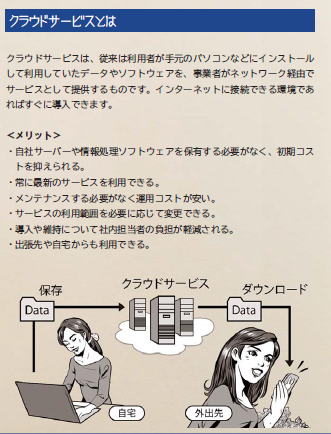 クラウドサービスとは
クラウドサービスは、従来は利用者が手元のパソコンなどにインストール
して利用していたデータやソフトウェアを、事業者がネットワーク経由で
サービスとして提供するものです。インターネットに接続できる環境であ
ればすぐに導入できます。
＜メリット＞
・自社サーバーや情報処理ソフトウェアを保有する必要がなく、初期コス
トを抑えられる。
・常に最新のサービスを利用できる。
・メンテナンスする必要がなく運用コストが安い。
・サービスの利用範囲を必要に応じて変更できる。
・導入や維持について社内担当者の負担が軽減される。
・出張先や自宅からも利用できる。
クラウドサービス
保存
ダウンロード
Data
Data
自宅
外出先